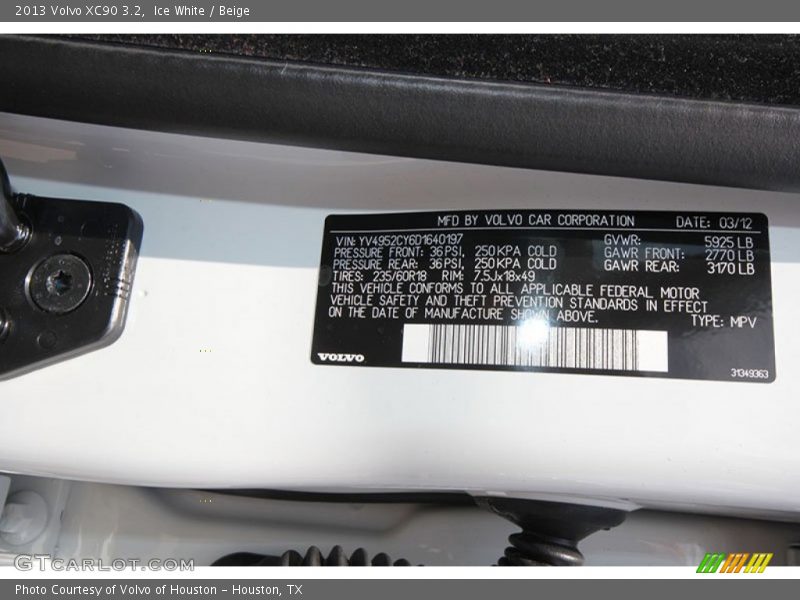 2013 Volvo XC90 3.2, Ice White / Beige
MFD BY VOLVO CAR CORPORATION DATE: 03/12
VIN: YV4952CY6D1640197 GVWR: 5925 LB
PRESSURE FRONT: 36 PSI, 250 KPA COLD GAWR FRONT: 2770 LB
PRESSURE REAR: 36 PSI, 250 KPA COLD GAWR REAR: 3170 LB
TIRES: 235/60R18 RIM: 7.5Jx18x49
THIS VEHICLE CONFORMS TO ALL APPLICABLE FEDERAL MOTOR
VEHICLE SAFETY AND THEFT PREVENTION STANDARDS IN EFFECT
ON THE DATE OF MANUFACTURE SHOWN ABOVE. TYPE: MPV
VOLVO 31349363
GTCARLOT.COM
Photo Courtesy of Volvo of Houston - Houston, TX